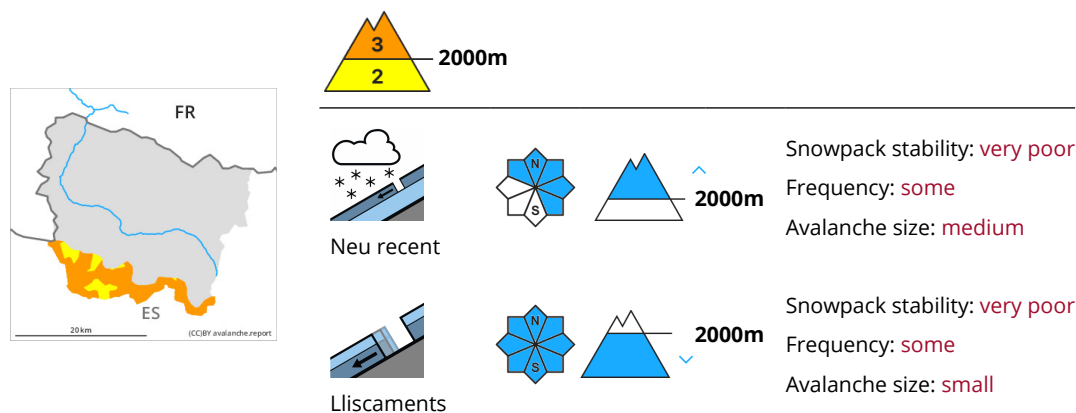 3
2000m
2
FR
ES
20 km
(CC)BY avalanche.report
N
S
2000m
Snowpack stability: very poor
Frequency: some
Avalanche size: medium
Neu recent
N
S
2000m
Snowpack stability: very poor
Frequency: some
Avalanche size: small
Lliscaments